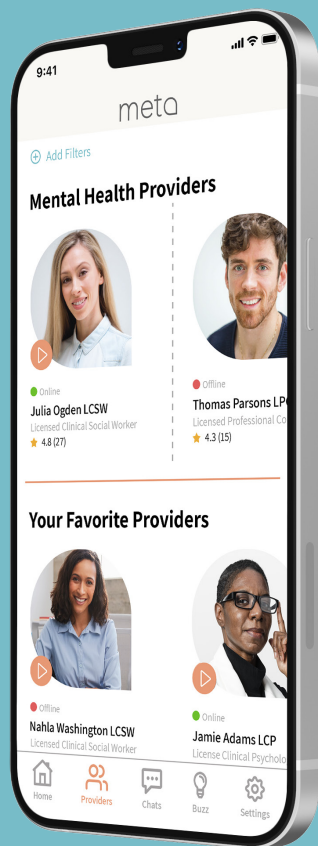 9:41
meta
Add Filters
Mental Health Providers
Online
Julia Ogden LCSW
Licensed Clinical Social Worker
4.8 (27)
Offline
Thomas Parsons LPC
Licensed Professional Co
4.3 (15)
Your Favorite Providers
Offline
Nahla Washington LCSW
Licensed Clinical Social Worker
Online
Jamie Adams LCP
License Clinical Psycholo
Home
Providers
Chats
Buzz
Settings